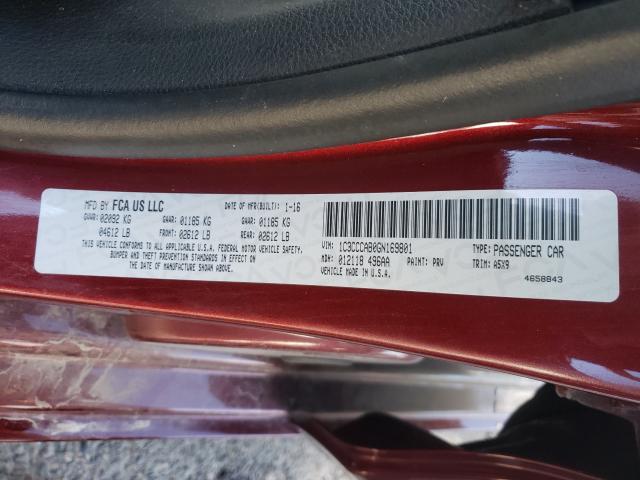 MFD BY FCA US LLC DATE OF MFR(BUILT): 1-16
GVWR: 02092 KG GAWR: 01185 KG GAWR: 01185 KG
04612 LB FRONT: 02612 LB REAR: 02612 LB
THIS VEHICLE CONFORMS TO ALL APPLICABLE U.S.A. FEDERAL MOTOR VEHICLE SAFETY,
BUMPER AND THEFT PREVENTION STANDARDS IN EFFECT
ON THE DATE OF MANUFACTURE SHOWN ABOVE.
VIN: 1C3CCCAB0GN169801 TYPE: PASSENGER CAR
MDH: 012118 496AA PAINT: PRV TRIM: A5X9
VEHICLE MADE IN U.S.A. 4658843